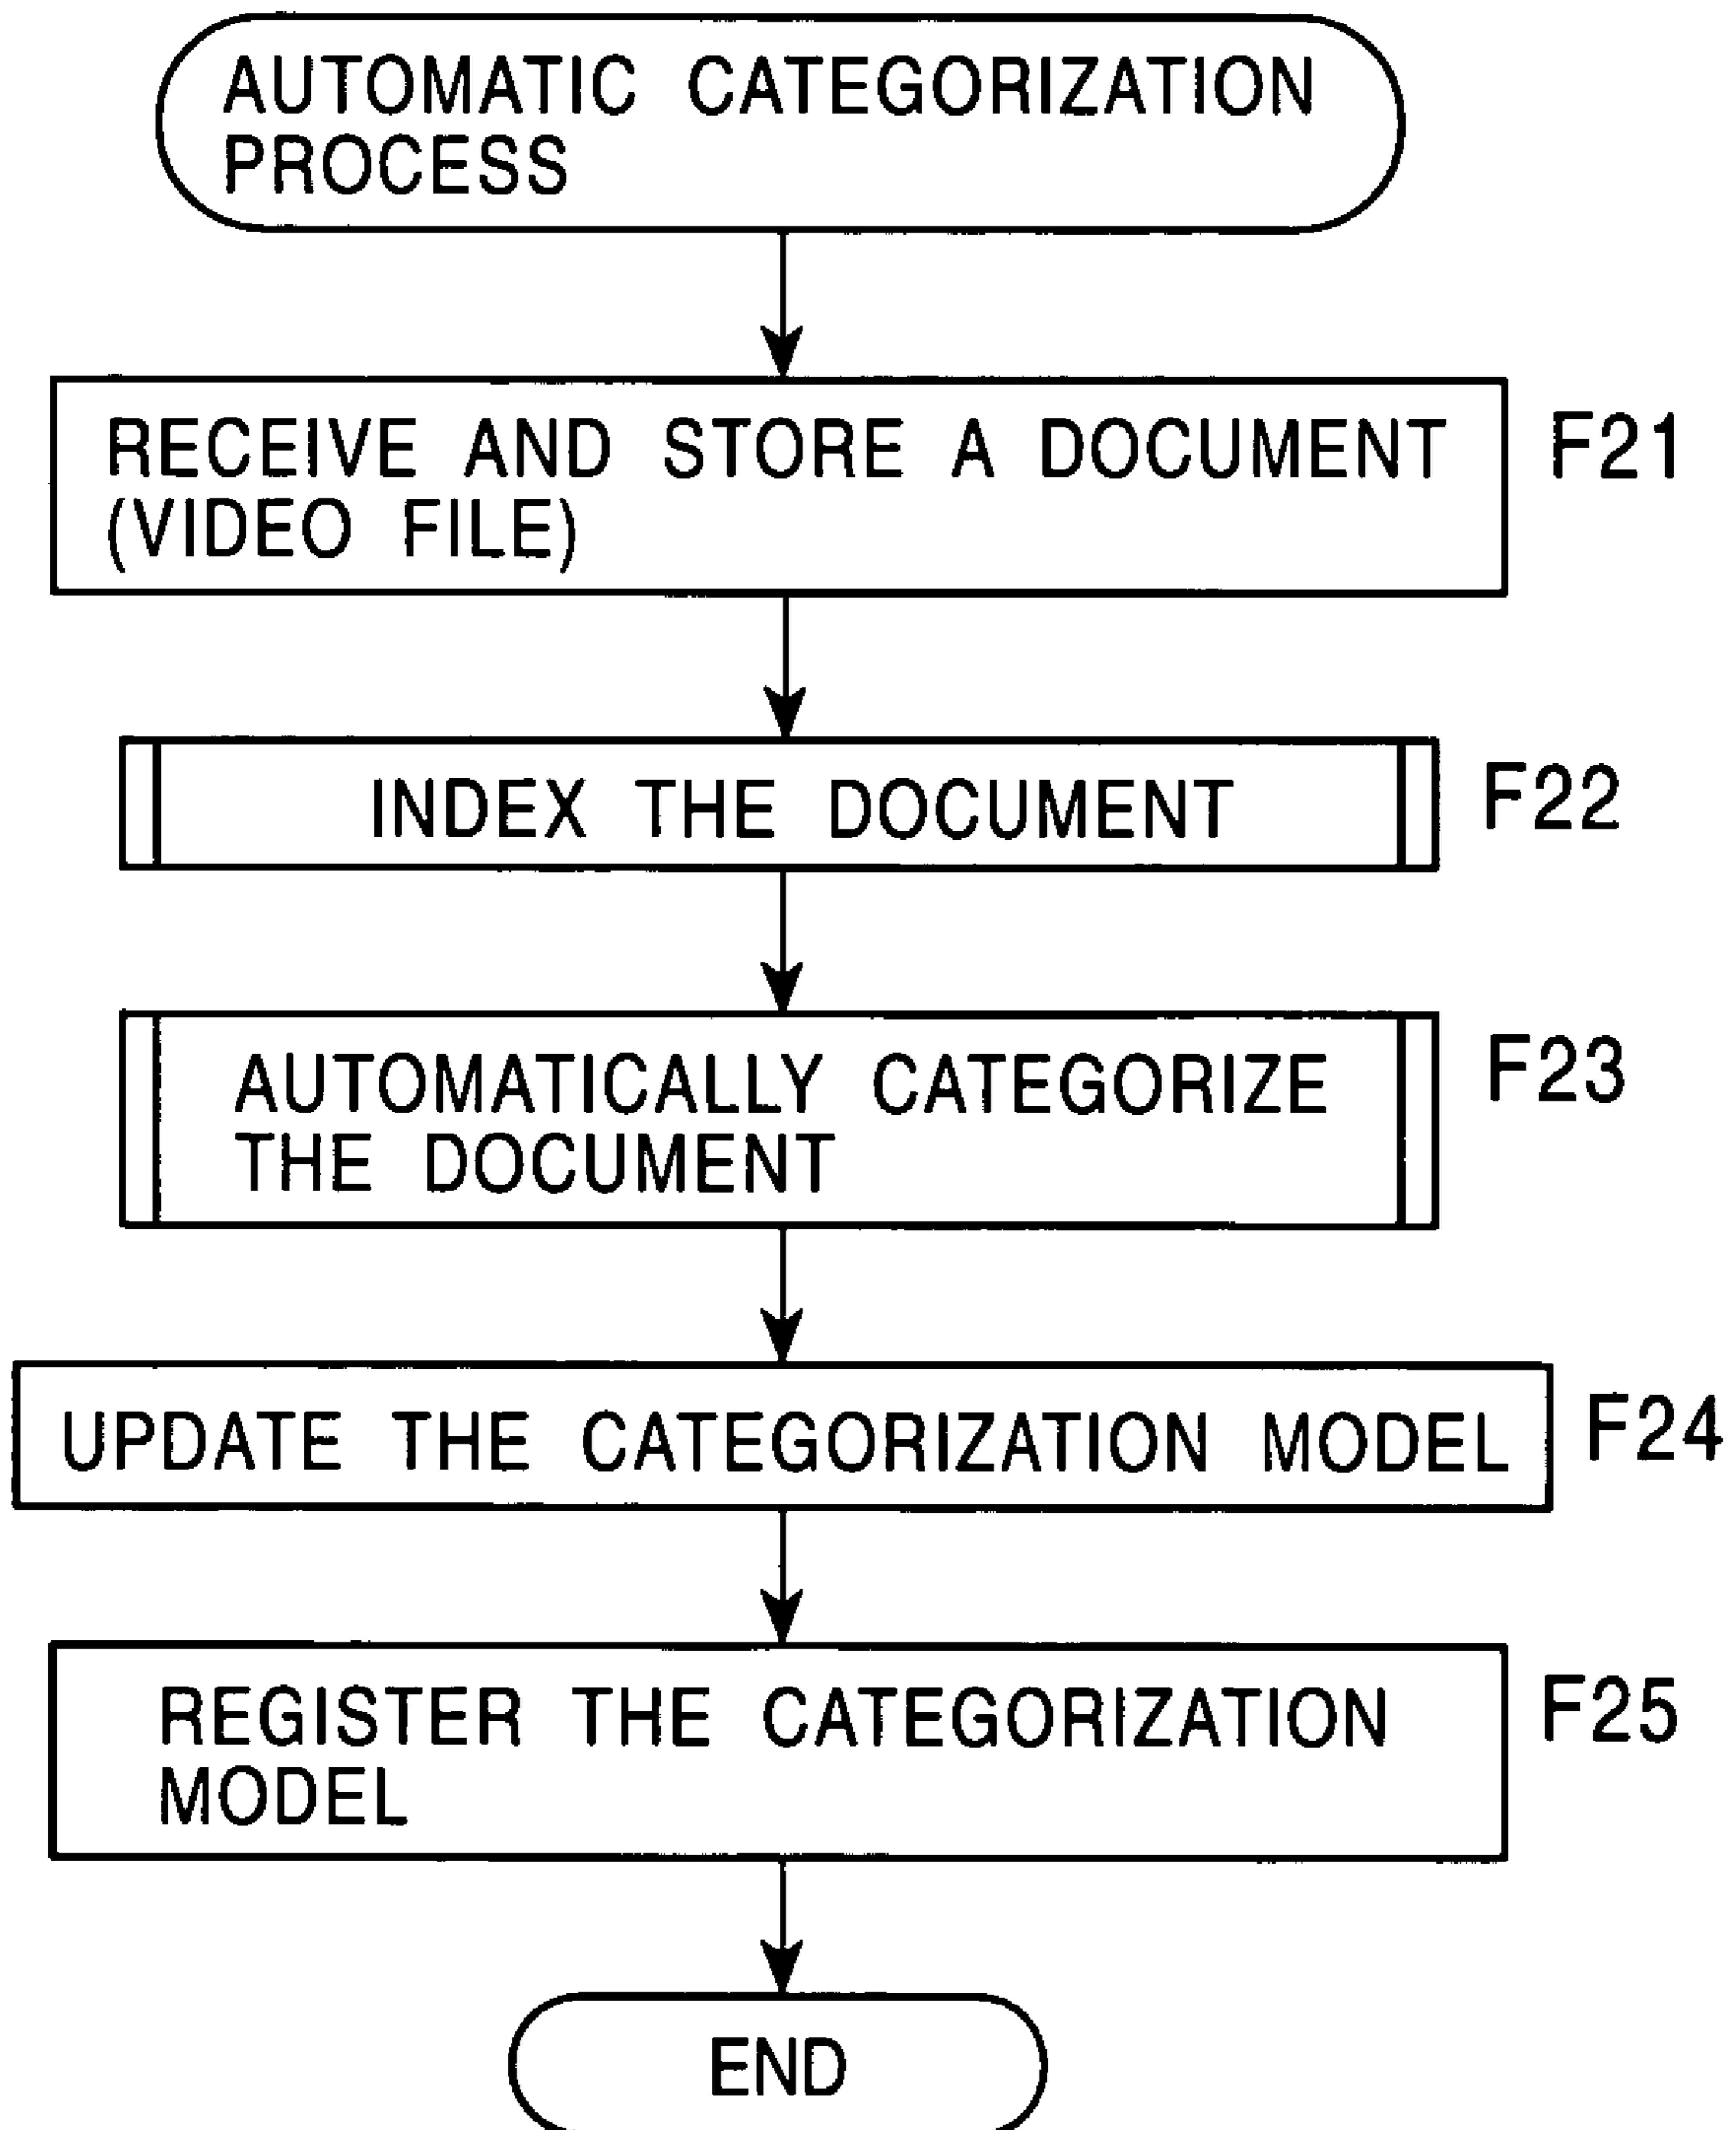 AUTOMATIC CATEGORIZATION
PROCESS
RECEIVE AND STORE A DOCUMENT
(VIDEO FILE)
F21
INDEX THE DOCUMENT
F22
AUTOMATICALLY CATEGORIZE
THE DOCUMENT
F23
UPDATE THE CATEGORIZATION MODEL
F24
REGISTER THE CATEGORIZATION
MODEL
F25
END